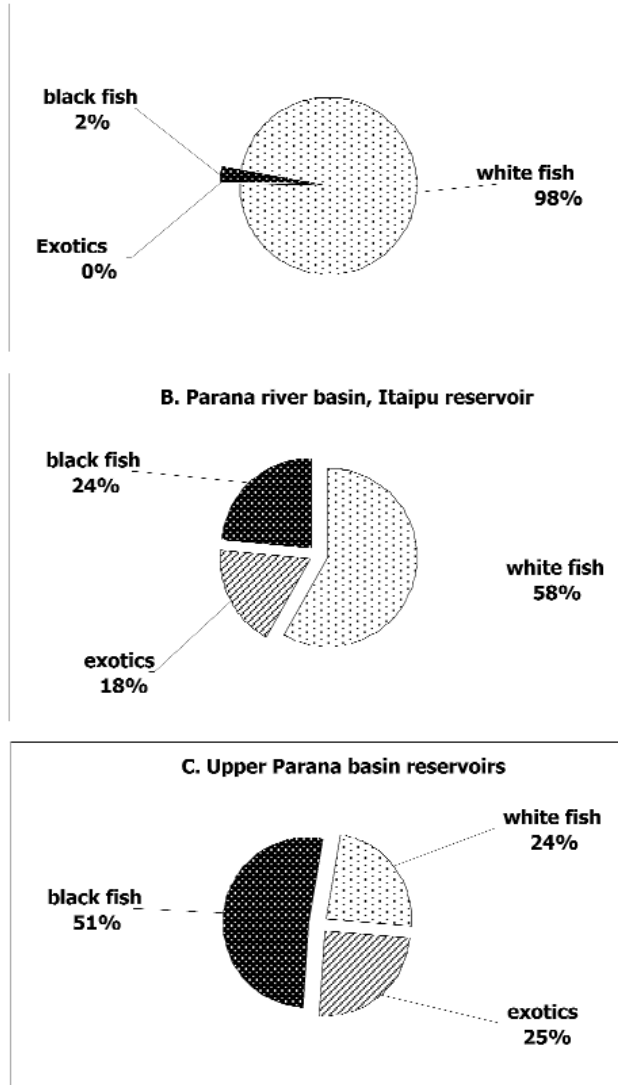 black fish
2%
white fish
98%
Exotics
0%
B. Parana river basin, Itaipu reservoir
black fish
24%
white fish
58%
exotics
18%
C. Upper Parana basin reservoirs
white fish
24%
black fish
51%
exotics
25%